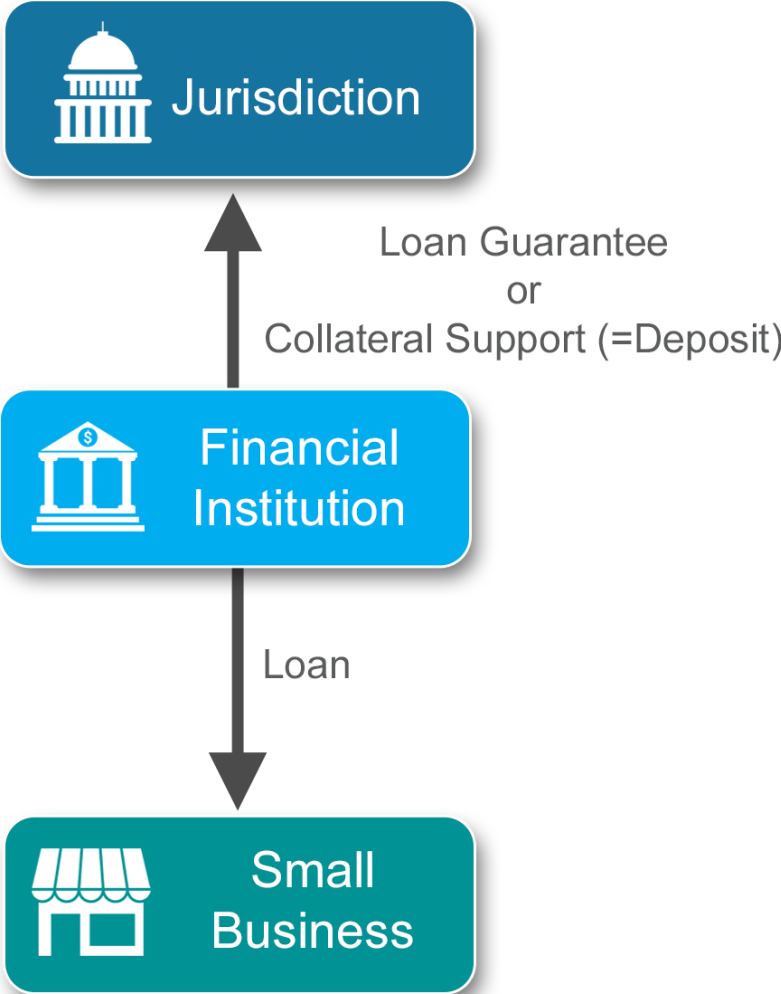 Jurisdiction
Loan Guarantee
or
Collateral Support (=Deposit)
$
Financial
Institution
Loan
Small
Business